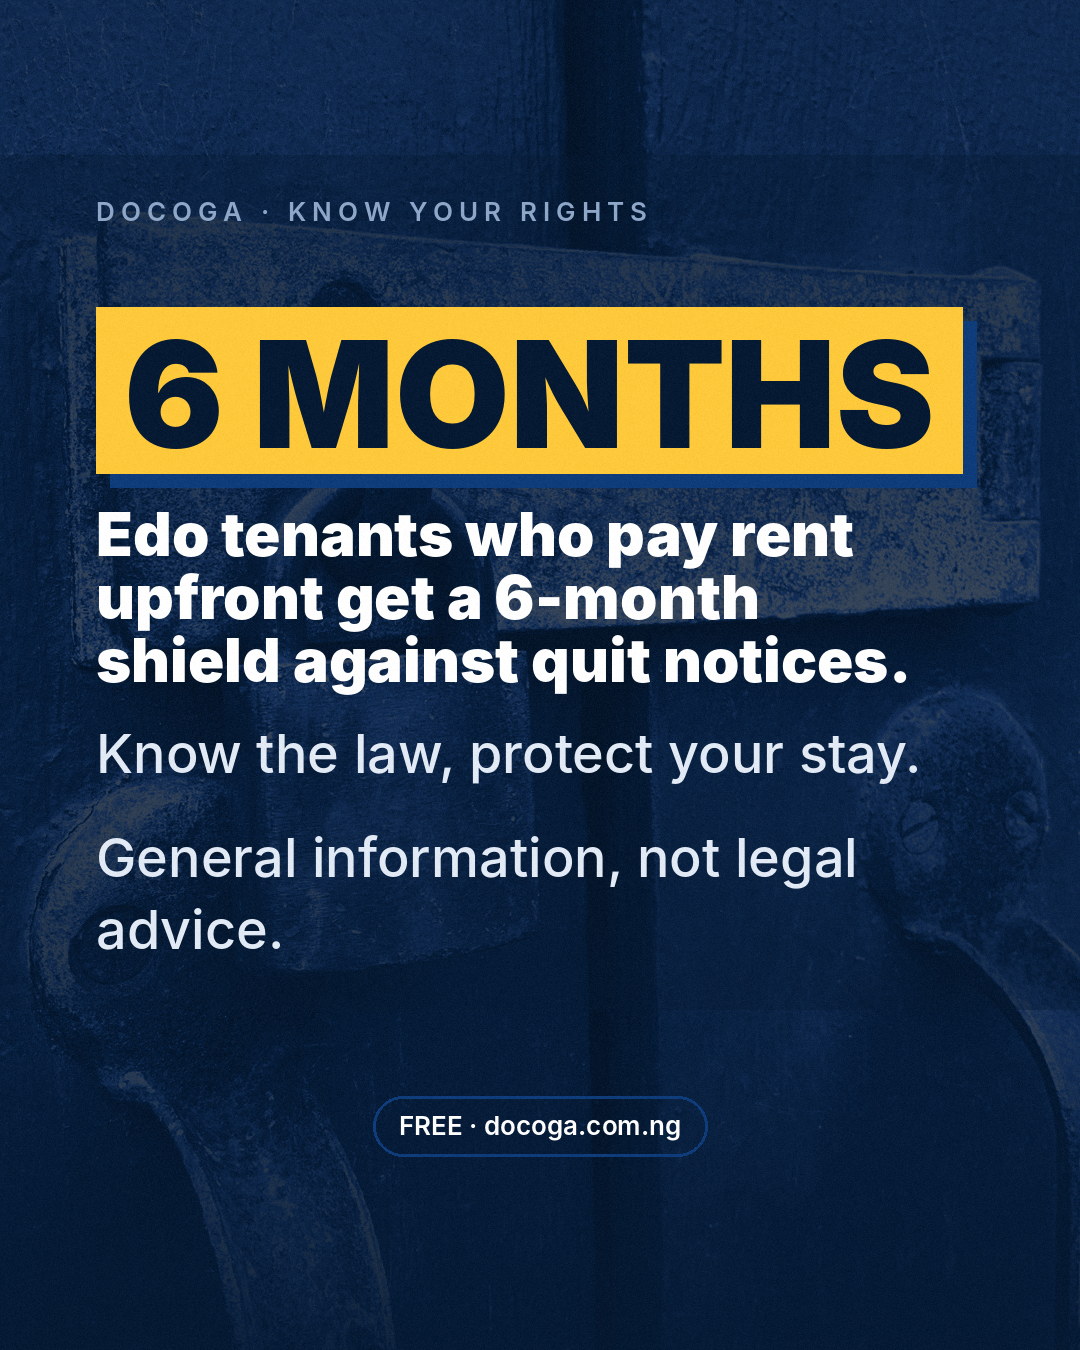 DOCOGA · KNOW YOUR RIGHTS
6 MONTHS
Edo tenants who pay rent
upfront get a 6-month
shield against quit notices.
Know the law, protect your stay.
General information, not legal
advice.
FREE · docoga.com.ng